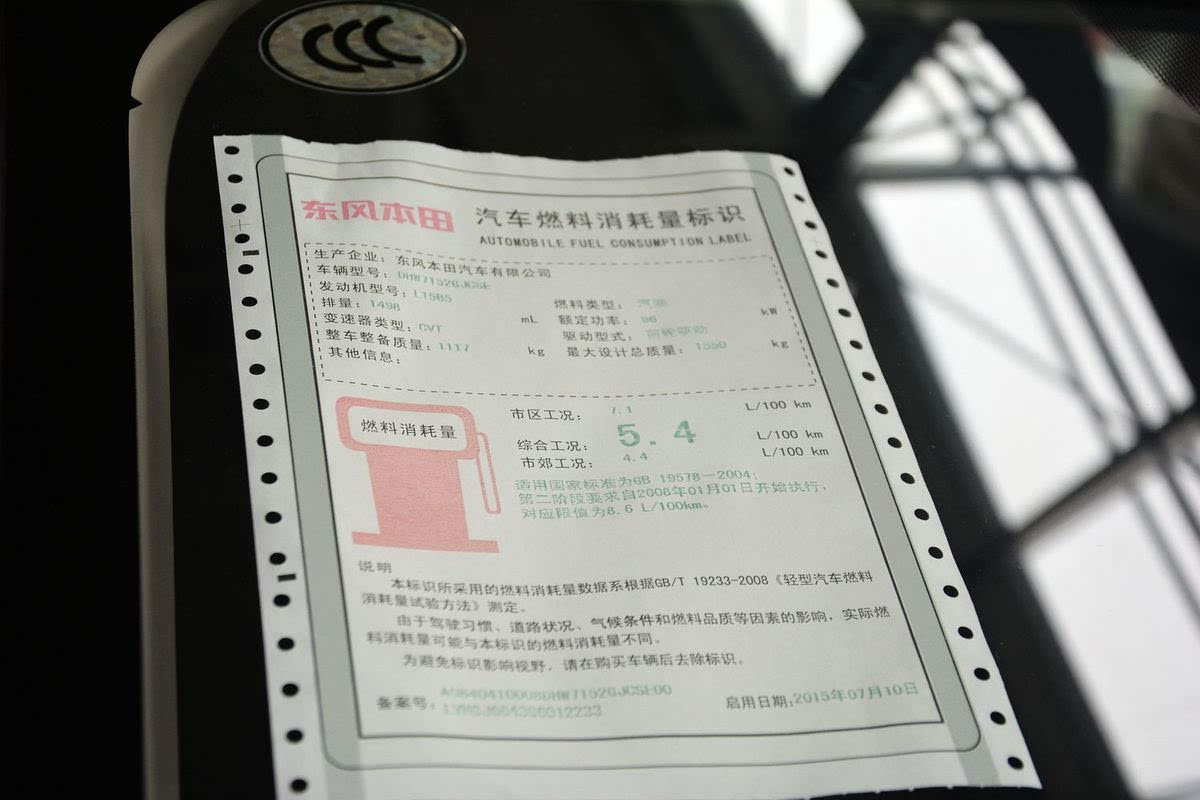 CCC
东风本田 汽车燃料消耗量标识
AUTOMOBILE FUEL CONSUMPTION LABEL
生产企业：东风本田汽车有限公司
车辆型号：DHW7152GJCSE
发动机型号：L15B5 燃料类型：汽油
排量：1498 mL 额定功率：96 kW
变速器类型：CVT 驱动型式：前轮驱动
整车整备质量：1117 kg 最大设计总质量：1550 kg
其他信息：
燃料消耗量
市区工况： 7.1 L/100 km
综合工况： 5.4 L/100 km
市郊工况： 4.4 L/100 km
适用国家标准为GB 19578-2004；
第二阶段要求自2008年01月01日开始执行，
对应限值为8.6 L/100km。
说明
本标识所采用的燃料消耗量数据系根据GB/T 19233-2008《轻型汽车燃料
消耗量试验方法》测定。
由于驾驶习惯、道路状况、气候条件和燃料品质等因素的影响，实际燃
料消耗量可能与本标识的燃料消耗量不同。
为避免标识影响视野，请在购买车辆后去除标识。
备案号：
启用日期：2015年07月10日